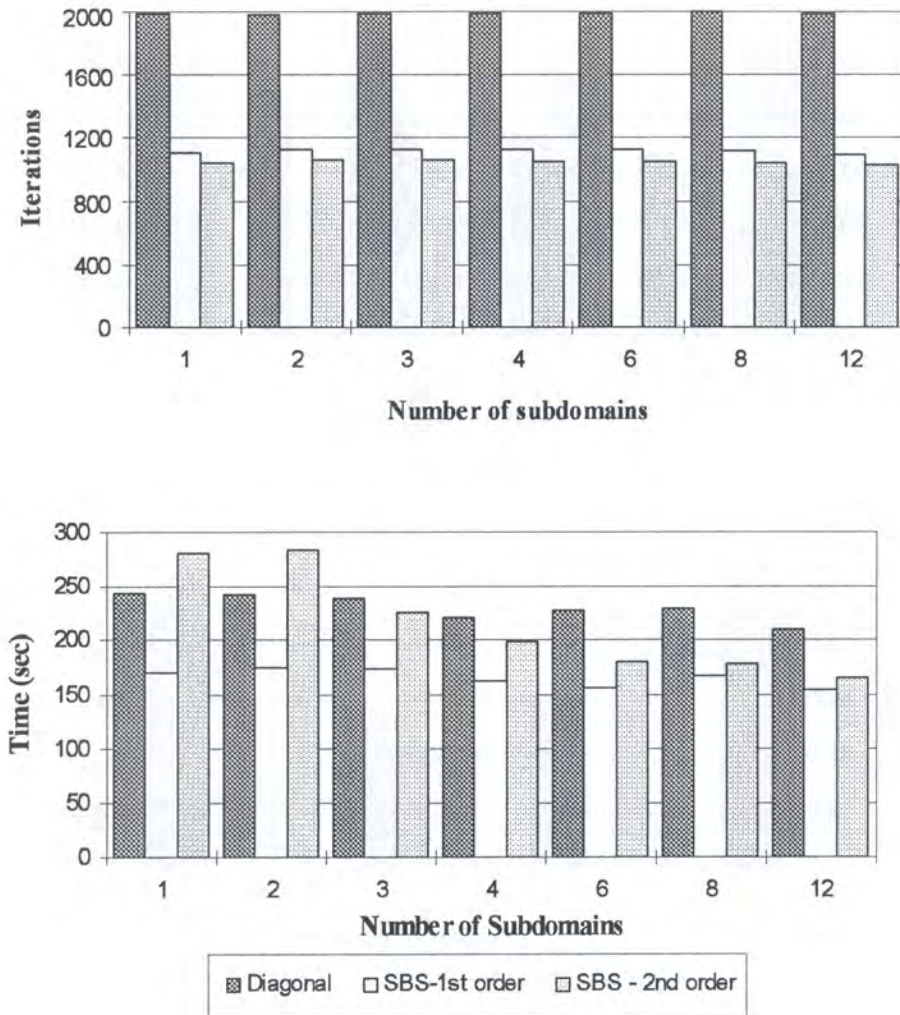 2000
1600
1200
800
400
0
Iterations
1 2 3 4 6 8 12
Number of subdomains
300
250
200
150
100
50
0
Time (sec)
1 2 3 4 6 8 12
Number of Subdomains
Diagonal SBS-1st order SBS - 2nd order